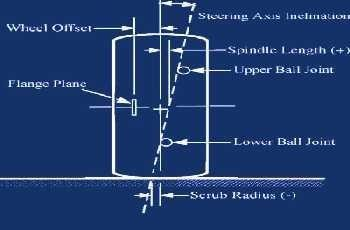 Steering Axis Inclination
Wheel Offset
Spindle Length (+)
Upper Ball Joint
Flange Plane
Lower Ball Joint
Scrub Radius (-)